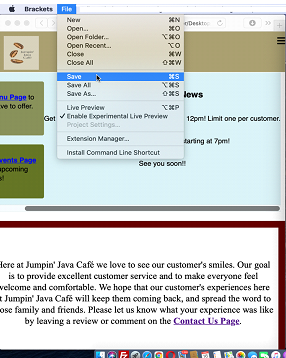 Brackets File
New ⌘N
Open... ⌘O
Open Folder... ⌥⌘O
Open Recent... ⌥O
Close ⌘W
Close All ⇧⌘W
Save ⌘S
Save All ⌥⌘S
Save As... ⇧⌘S
Live Preview ⌥⌘P
✓ Enable Experimental Live Preview
Project Settings...
Extension Manager...
Install Command Line Shortcut
Desktop
nu Page to
ve to offer.
News
Get
12pm! Limit one per customer.
vents Page
upcoming
s!
starting at 7pm!
See you soon!!
Here at Jumpin' Java Café we love to see our customer's smiles. Our goal
is to provide excellent customer service and to make everyone feel
welcome and comfortable. We hope that our customer's experiences here
at Jumpin' Java Café will keep them coming back, and spread the word to
ose family and friends. Please let us know what your experience was like
by leaving a review or comment on the Contact Us Page.